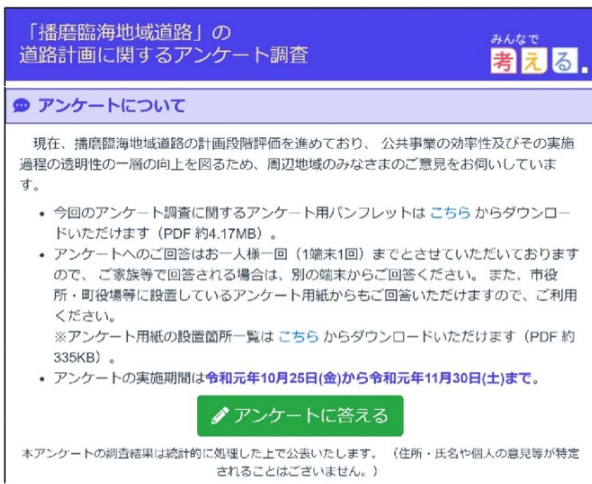 「播磨臨海地域道路」の
道路計画に関するアンケート調査
みんなで
考える.
アンケートについて
現在、播磨臨海地域道路の計画段階評価を進めており、 公共事業の効率性及びその実施
過程の透明性の一層の向上を図るため、周辺地域のみなさまのご意見をお伺いしていま
す。
• 今回のアンケート調査に関するアンケート用パンフレットは こちら からダウンロー
ドいただけます（PDF 約4.17MB）。
• アンケートへのご回答はお一人様一回（1端末1回）までとさせていただいております
ので、 ご家族等で回答される場合は、別の端末からご回答ください。 また、市役
所・町役場等に設置しているアンケート用紙からもご回答いただけますので、ご利用
ください。
※アンケート用紙の設置箇所一覧は こちら からダウンロードいただけます（PDF 約
335KB）。
• アンケートの実施期間は令和元年10月25日(金)から令和元年11月30日(土)まで。
アンケートに答える
本アンケートの調査結果は統計的に処理した上で公表いたします。 （住所・氏名や個人の意見等が特定
されることはございません。）